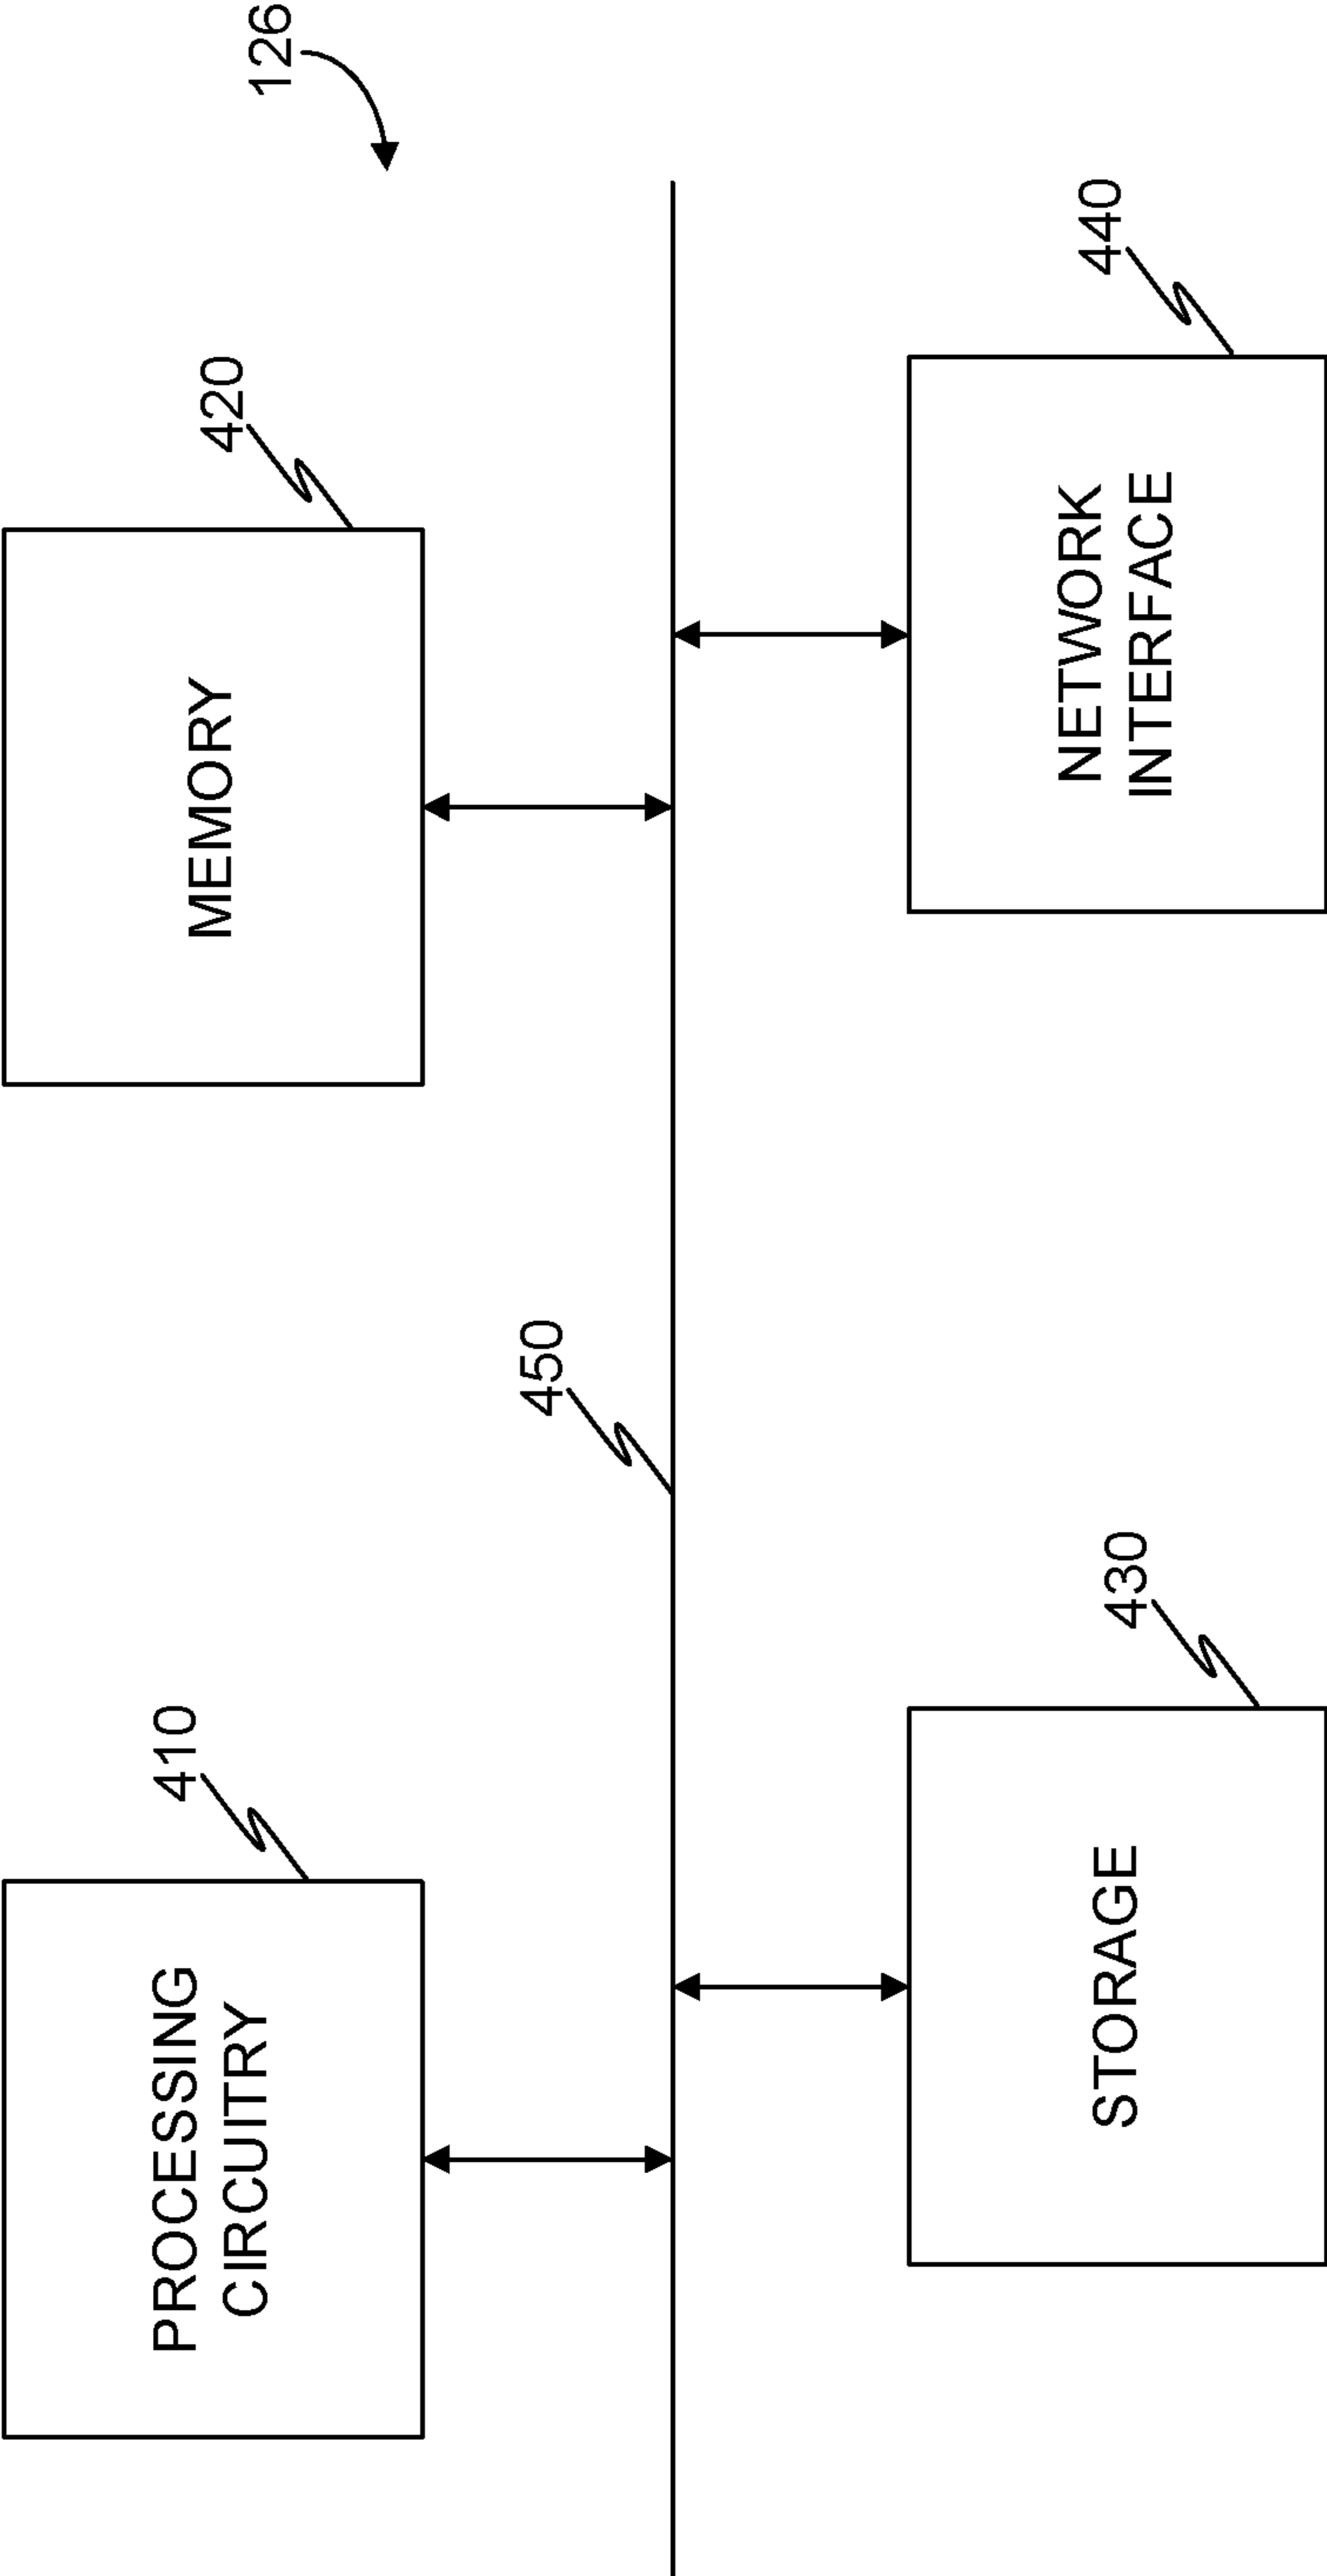 126
410
PROCESSING
CIRCUITRY
420
MEMORY
450
430
STORAGE
440
NETWORK
INTERFACE